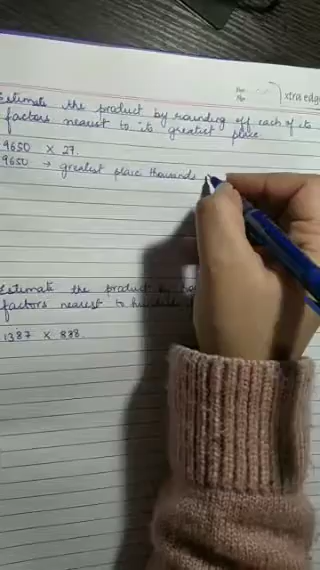 xtra edge
Estimate the product by rounding off each of its
factors nearest to its greatest place
9650 × 27.
9650 → greatest place thousands
Estimate the product by
factors nearest to
1387 × 888.